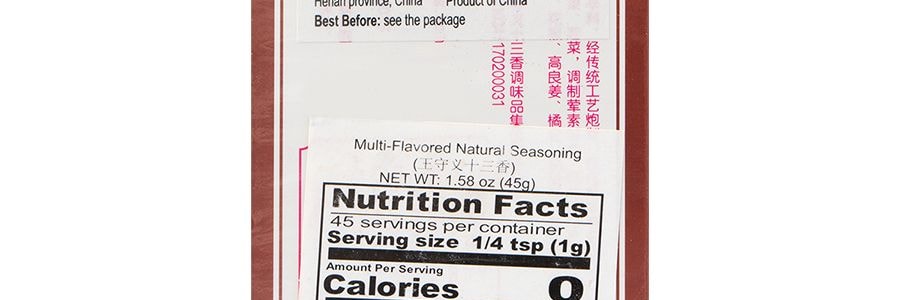 Henan province, China Product of China
Best Before: see the package
经传统工艺炮
菜，调制荤素
高良姜、橘
三香调味品集
170200031
Multi-Flavored Natural Seasoning
(王守义十三香)
NET WT: 1.58 oz (45g)
Nutrition Facts
45 servings per container
Serving size 1/4 tsp (1g)
Amount Per Serving
Calories 0